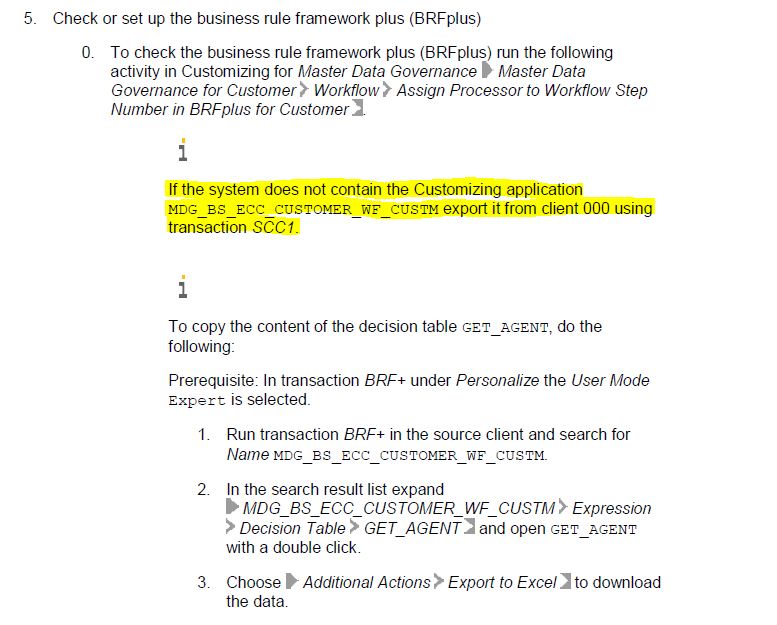 5. Check or set up the business rule framework plus (BRFplus)
0. To check the business rule framework plus (BRFplus) run the following
activity in Customizing for Master Data Governance Master Data
Governance for Customer Workflow Assign Processor to Workflow Step
Number in BRFplus for Customer.
i
If the system does not contain the Customizing application
MDG_BS_ECC_CUSTOMER_WF_CUSTM export it from client 000 using
transaction SCC1.
i
To copy the content of the decision table GET_AGENT, do the
following:
Prerequisite: In transaction BRF+ under Personalize the User Mode
Expert is selected.
1. Run transaction BRF+ in the source client and search for
Name MDG_BS_ECC_CUSTOMER_WF_CUSTM.
2. In the search result list expand
MDG_BS_ECC_CUSTOMER_WF_CUSTM Expression
Decision Table GET_AGENT and open GET_AGENT
with a double click.
3. Choose Additional Actions Export to Excel to download
the data.